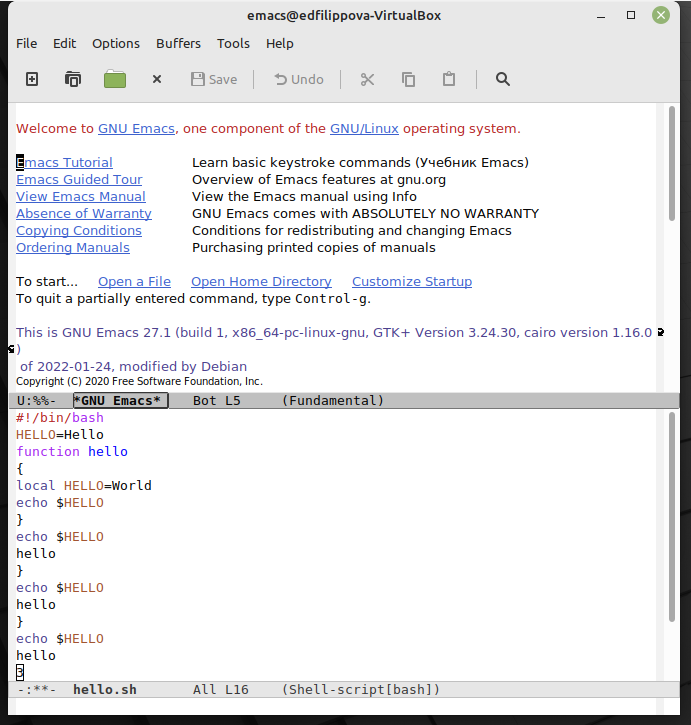 emacs@edfilippova-VirtualBox
File Edit Options Buffers Tools Help
Save Undo
Welcome to GNU Emacs, one component of the GNU/Linux operating system.
Emacs Tutorial Learn basic keystroke commands (Учебник Emacs)
Emacs Guided Tour Overview of Emacs features at gnu.org
View Emacs Manual View the Emacs manual using Info
Absence of Warranty GNU Emacs comes with ABSOLUTELY NO WARRANTY
Copying Conditions Conditions for redistributing and changing Emacs
Ordering Manuals Purchasing printed copies of manuals
To start... Open a File Open Home Directory Customize Startup
To quit a partially entered command, type Control-g.
This is GNU Emacs 27.1 (build 1, x86_64-pc-linux-gnu, GTK+ Version 3.24.30, cairo version 1.16.0
)
of 2022-01-24, modified by Debian
Copyright (C) 2020 Free Software Foundation, Inc.
U:%%- *GNU Emacs* Bot L5 (Fundamental)
#!/bin/bash
HELLO=Hello
function hello
{
local HELLO=World
echo $HELLO
}
echo $HELLO
hello
}
echo $HELLO
hello
}
echo $HELLO
hello
3
-:**- hello.sh All L16 (Shell-script[bash])